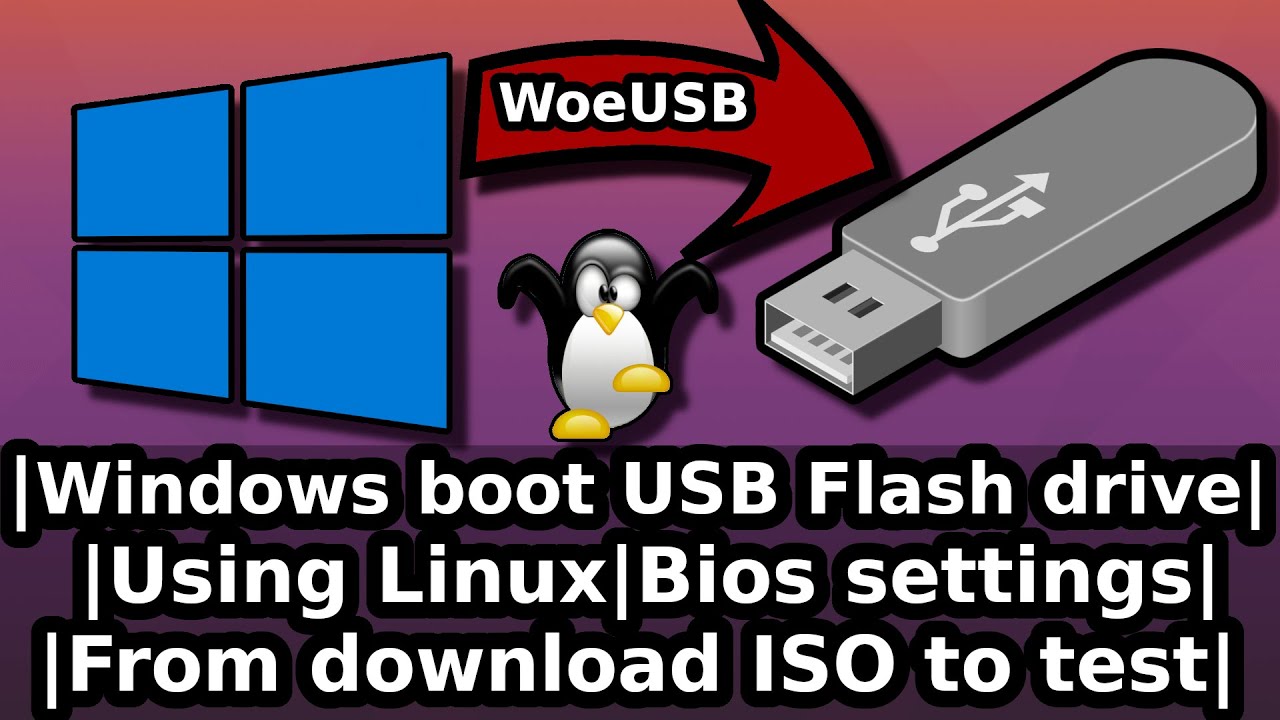 WoeUSB
|Windows boot USB Flash drive|
|Using Linux|Bios settings|
|From download ISO to test|